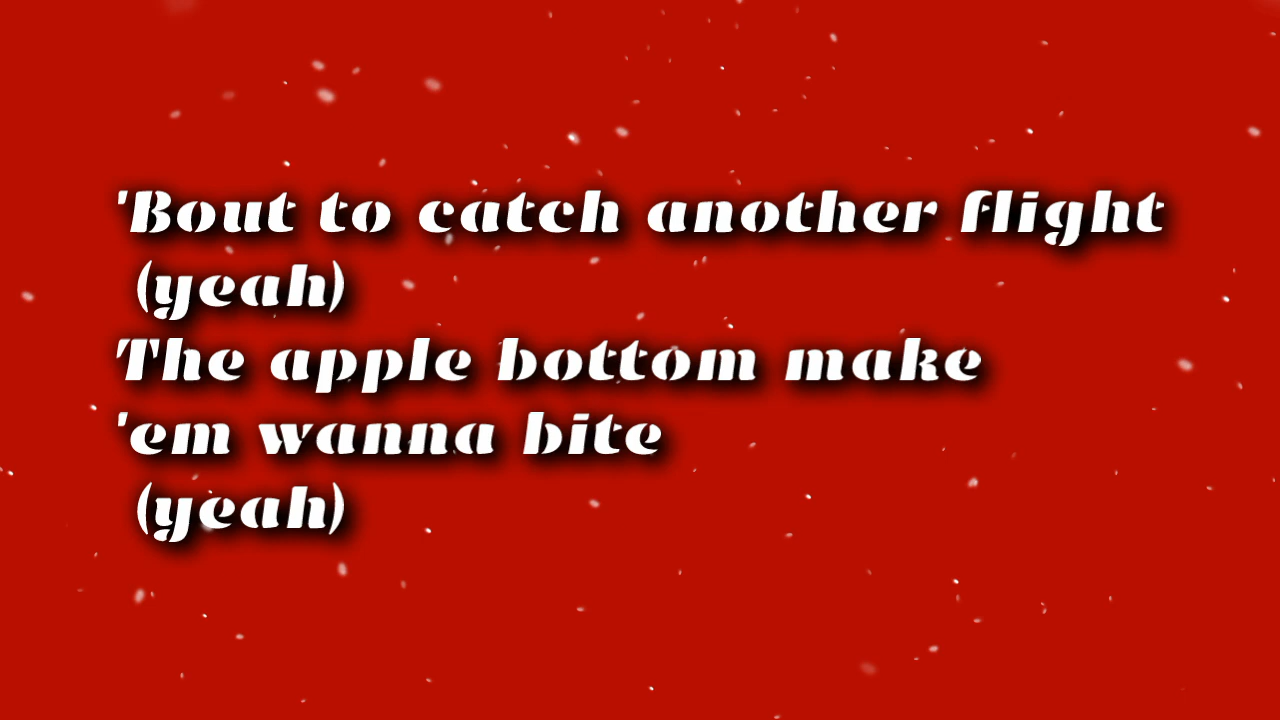 'Bout to catch another flight
(yeah)
The apple bottom make
'em wanna bite
(yeah)